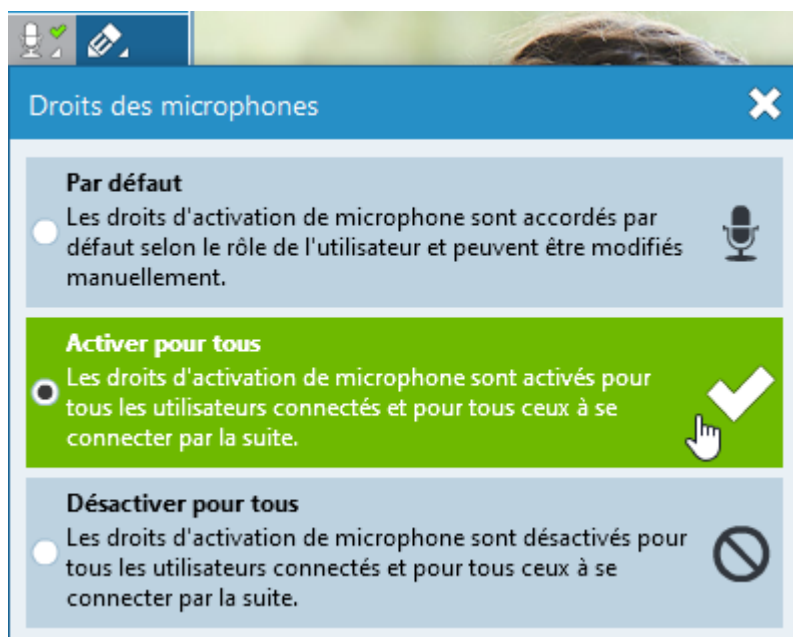 Droits des microphones
Par défaut
Les droits d'activation de microphone sont accordés par
défaut selon le rôle de l'utilisateur et peuvent être modifiés
manuellement.
Activer pour tous
Les droits d'activation de microphone sont activés pour
tous les utilisateurs connectés et pour tous ceux à se
connecter par la suite.
Désactiver pour tous
Les droits d'activation de microphone sont désactivés pour
tous les utilisateurs connectés et pour tous ceux à se
connecter par la suite.